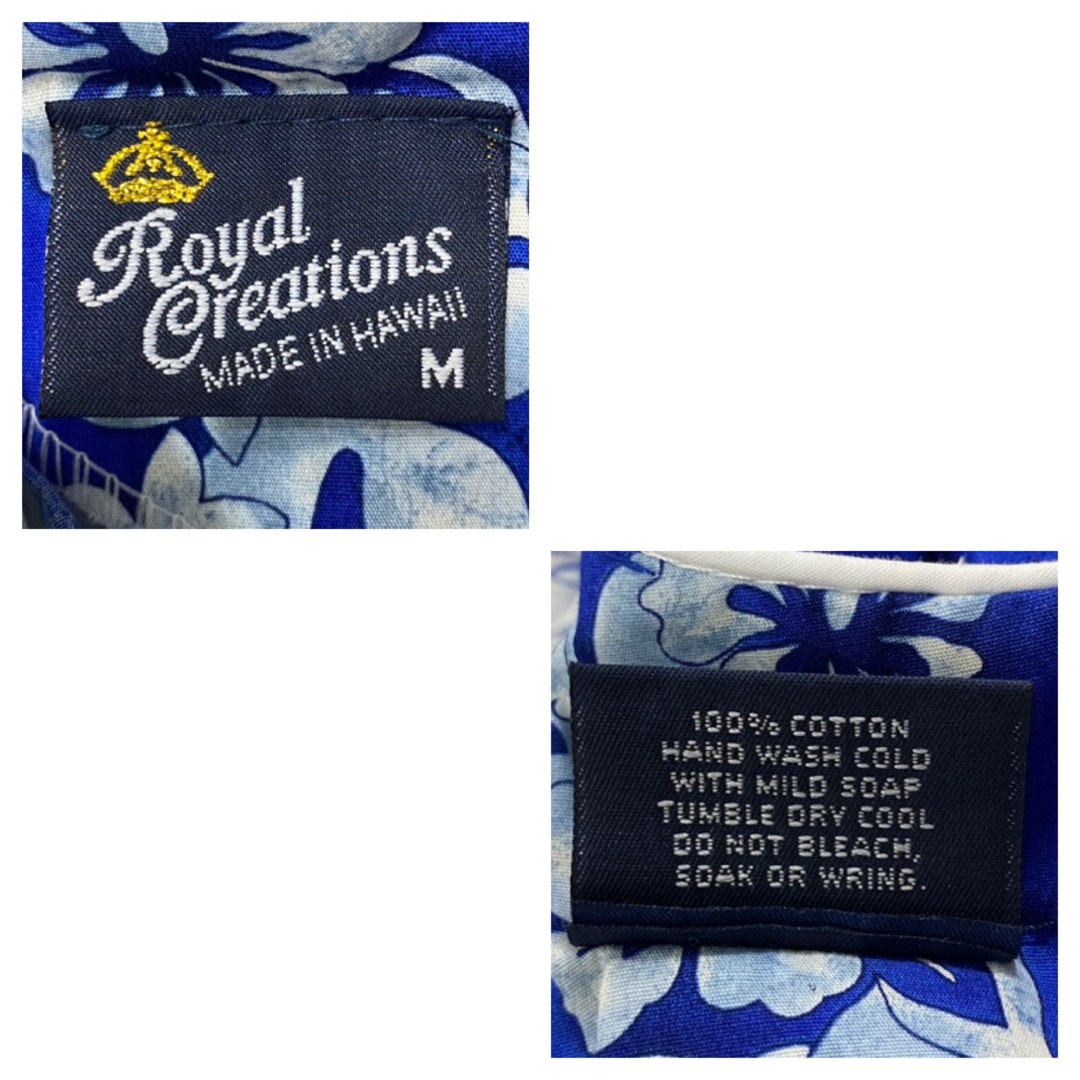 Royal
Creations
MADE IN HAWAII
M
100% COTTON
HAND WASH COLD
WITH MILD SOAP
TUMBLE DRY COOL
DO NOT BLEACH,
SOAK OR WRING.